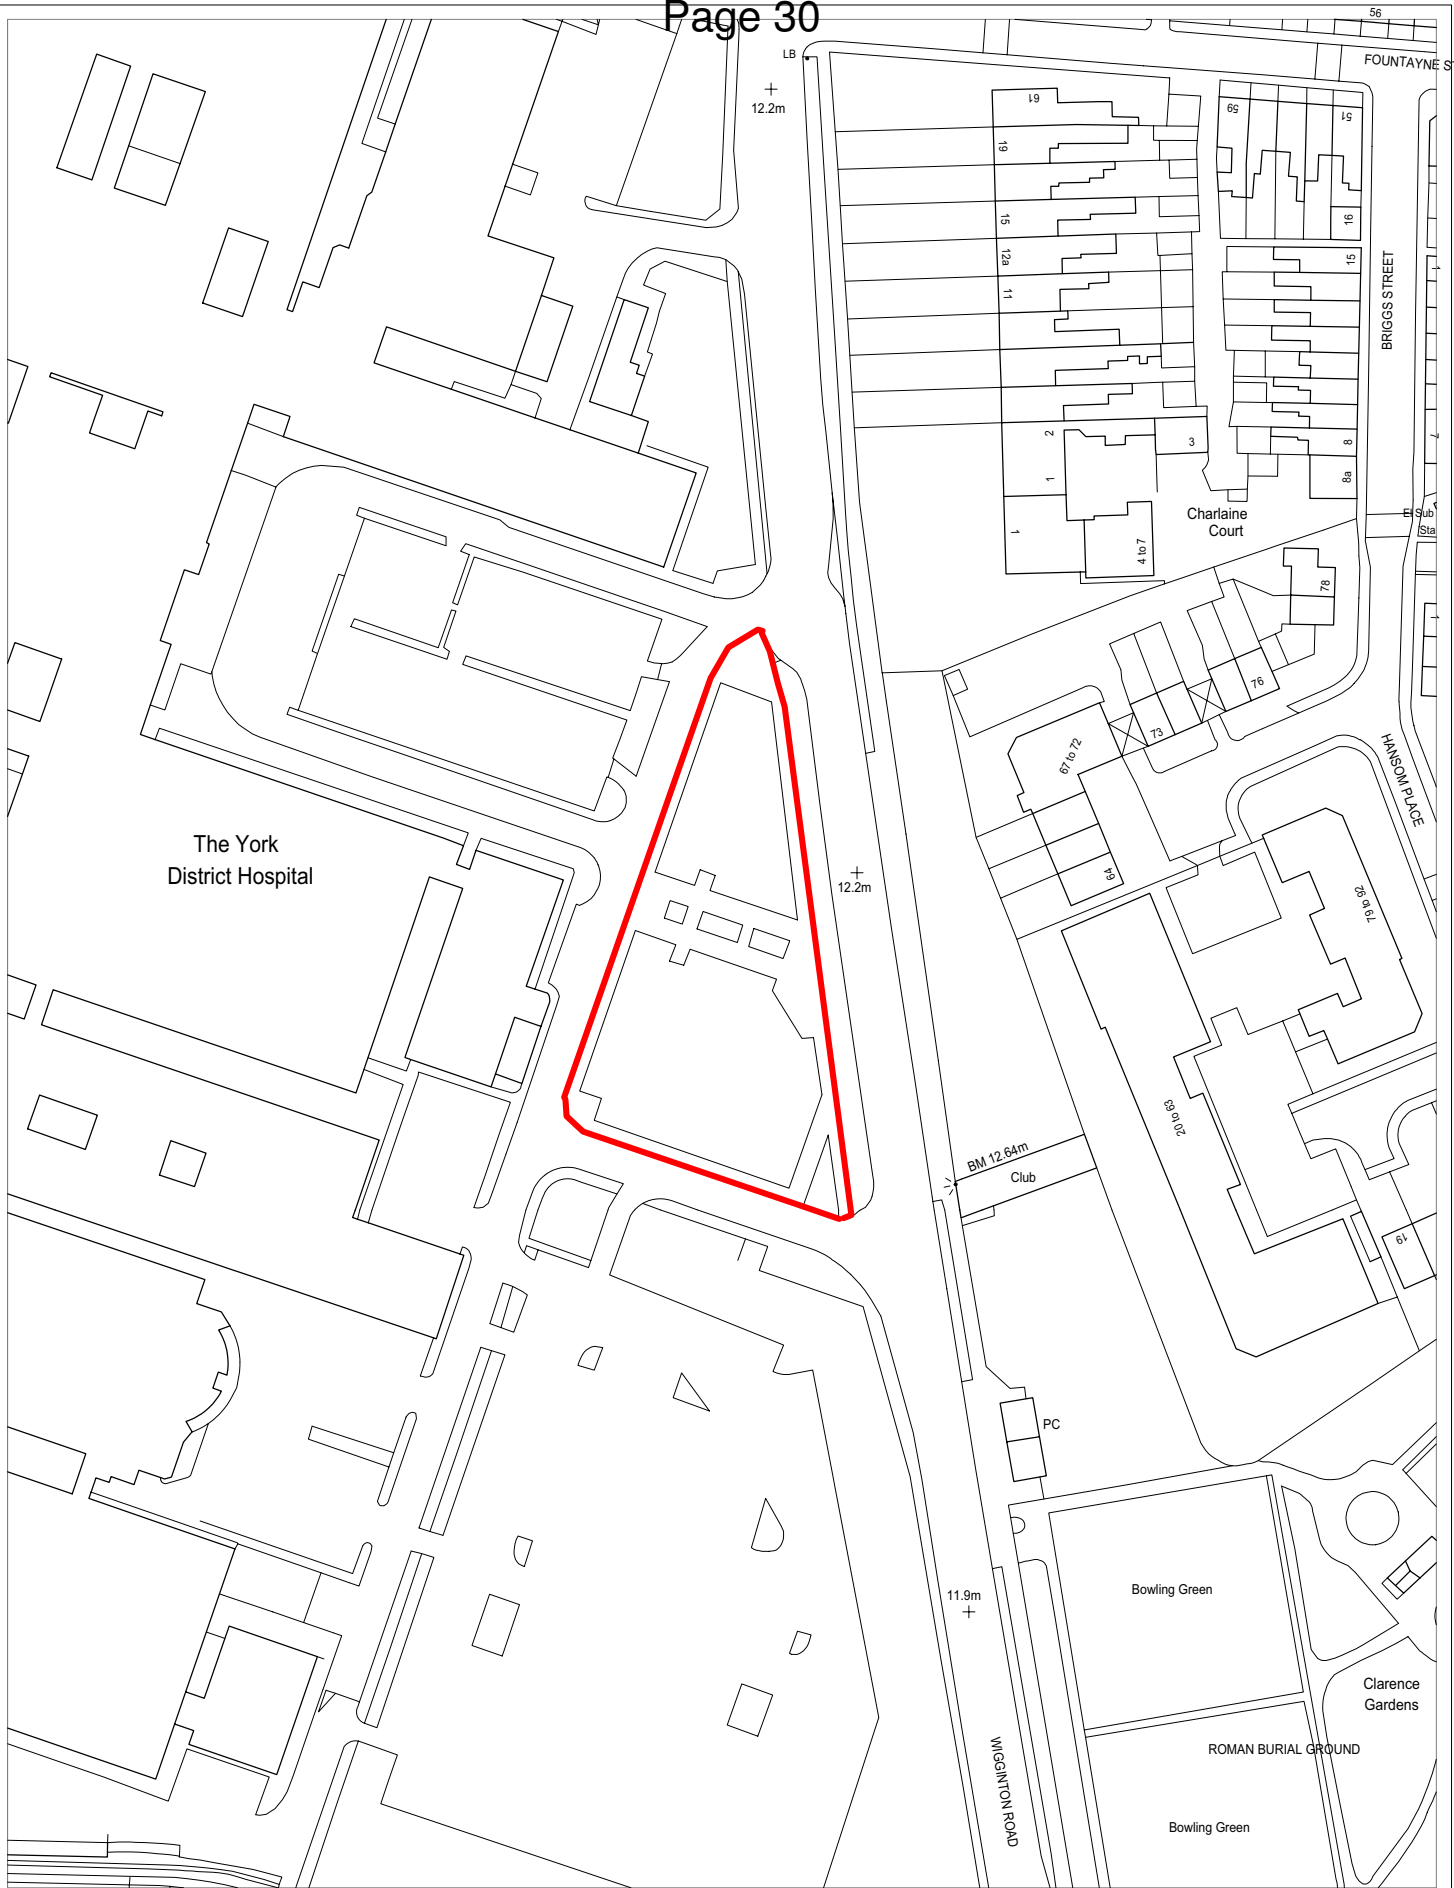 Page 30
56
LB
FOUNTAYNE S
12.2m
61
59
51
19
15
16
12a
15
11
BRIGGS STREET
2
3
8
7
1
8a
Charlaine
Court
El Sub
Sta
1
4 to 7
78
1
76
73
67 to 72
HANSOM PLACE
The York
District Hospital
64
12.2m
79 to 92
20 to 63
BM 12.64m
Club
19
PC
11.9m
Bowling Green
Clarence
Gardens
WIGGINTON ROAD
ROMAN BURIAL GROUND
Bowling Green